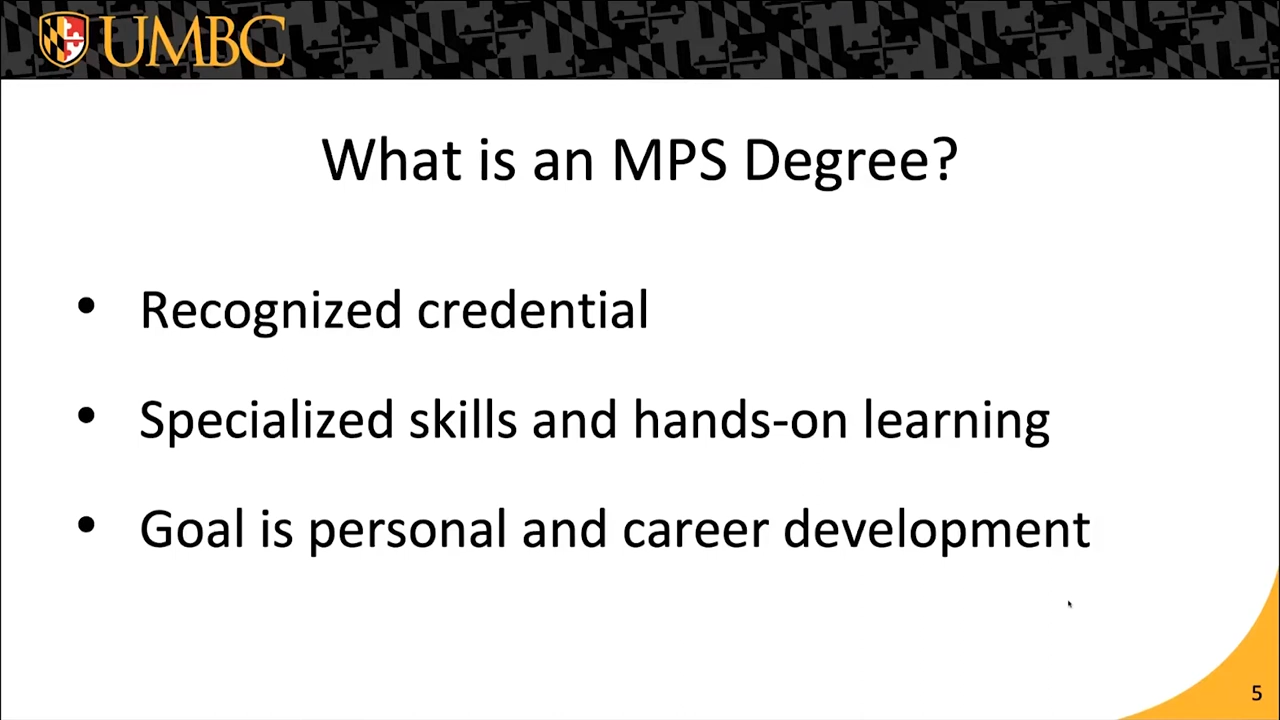 UMBC
What is an MPS Degree?
• Recognized credential
• Specialized skills and hands-on learning
• Goal is personal and career development
5